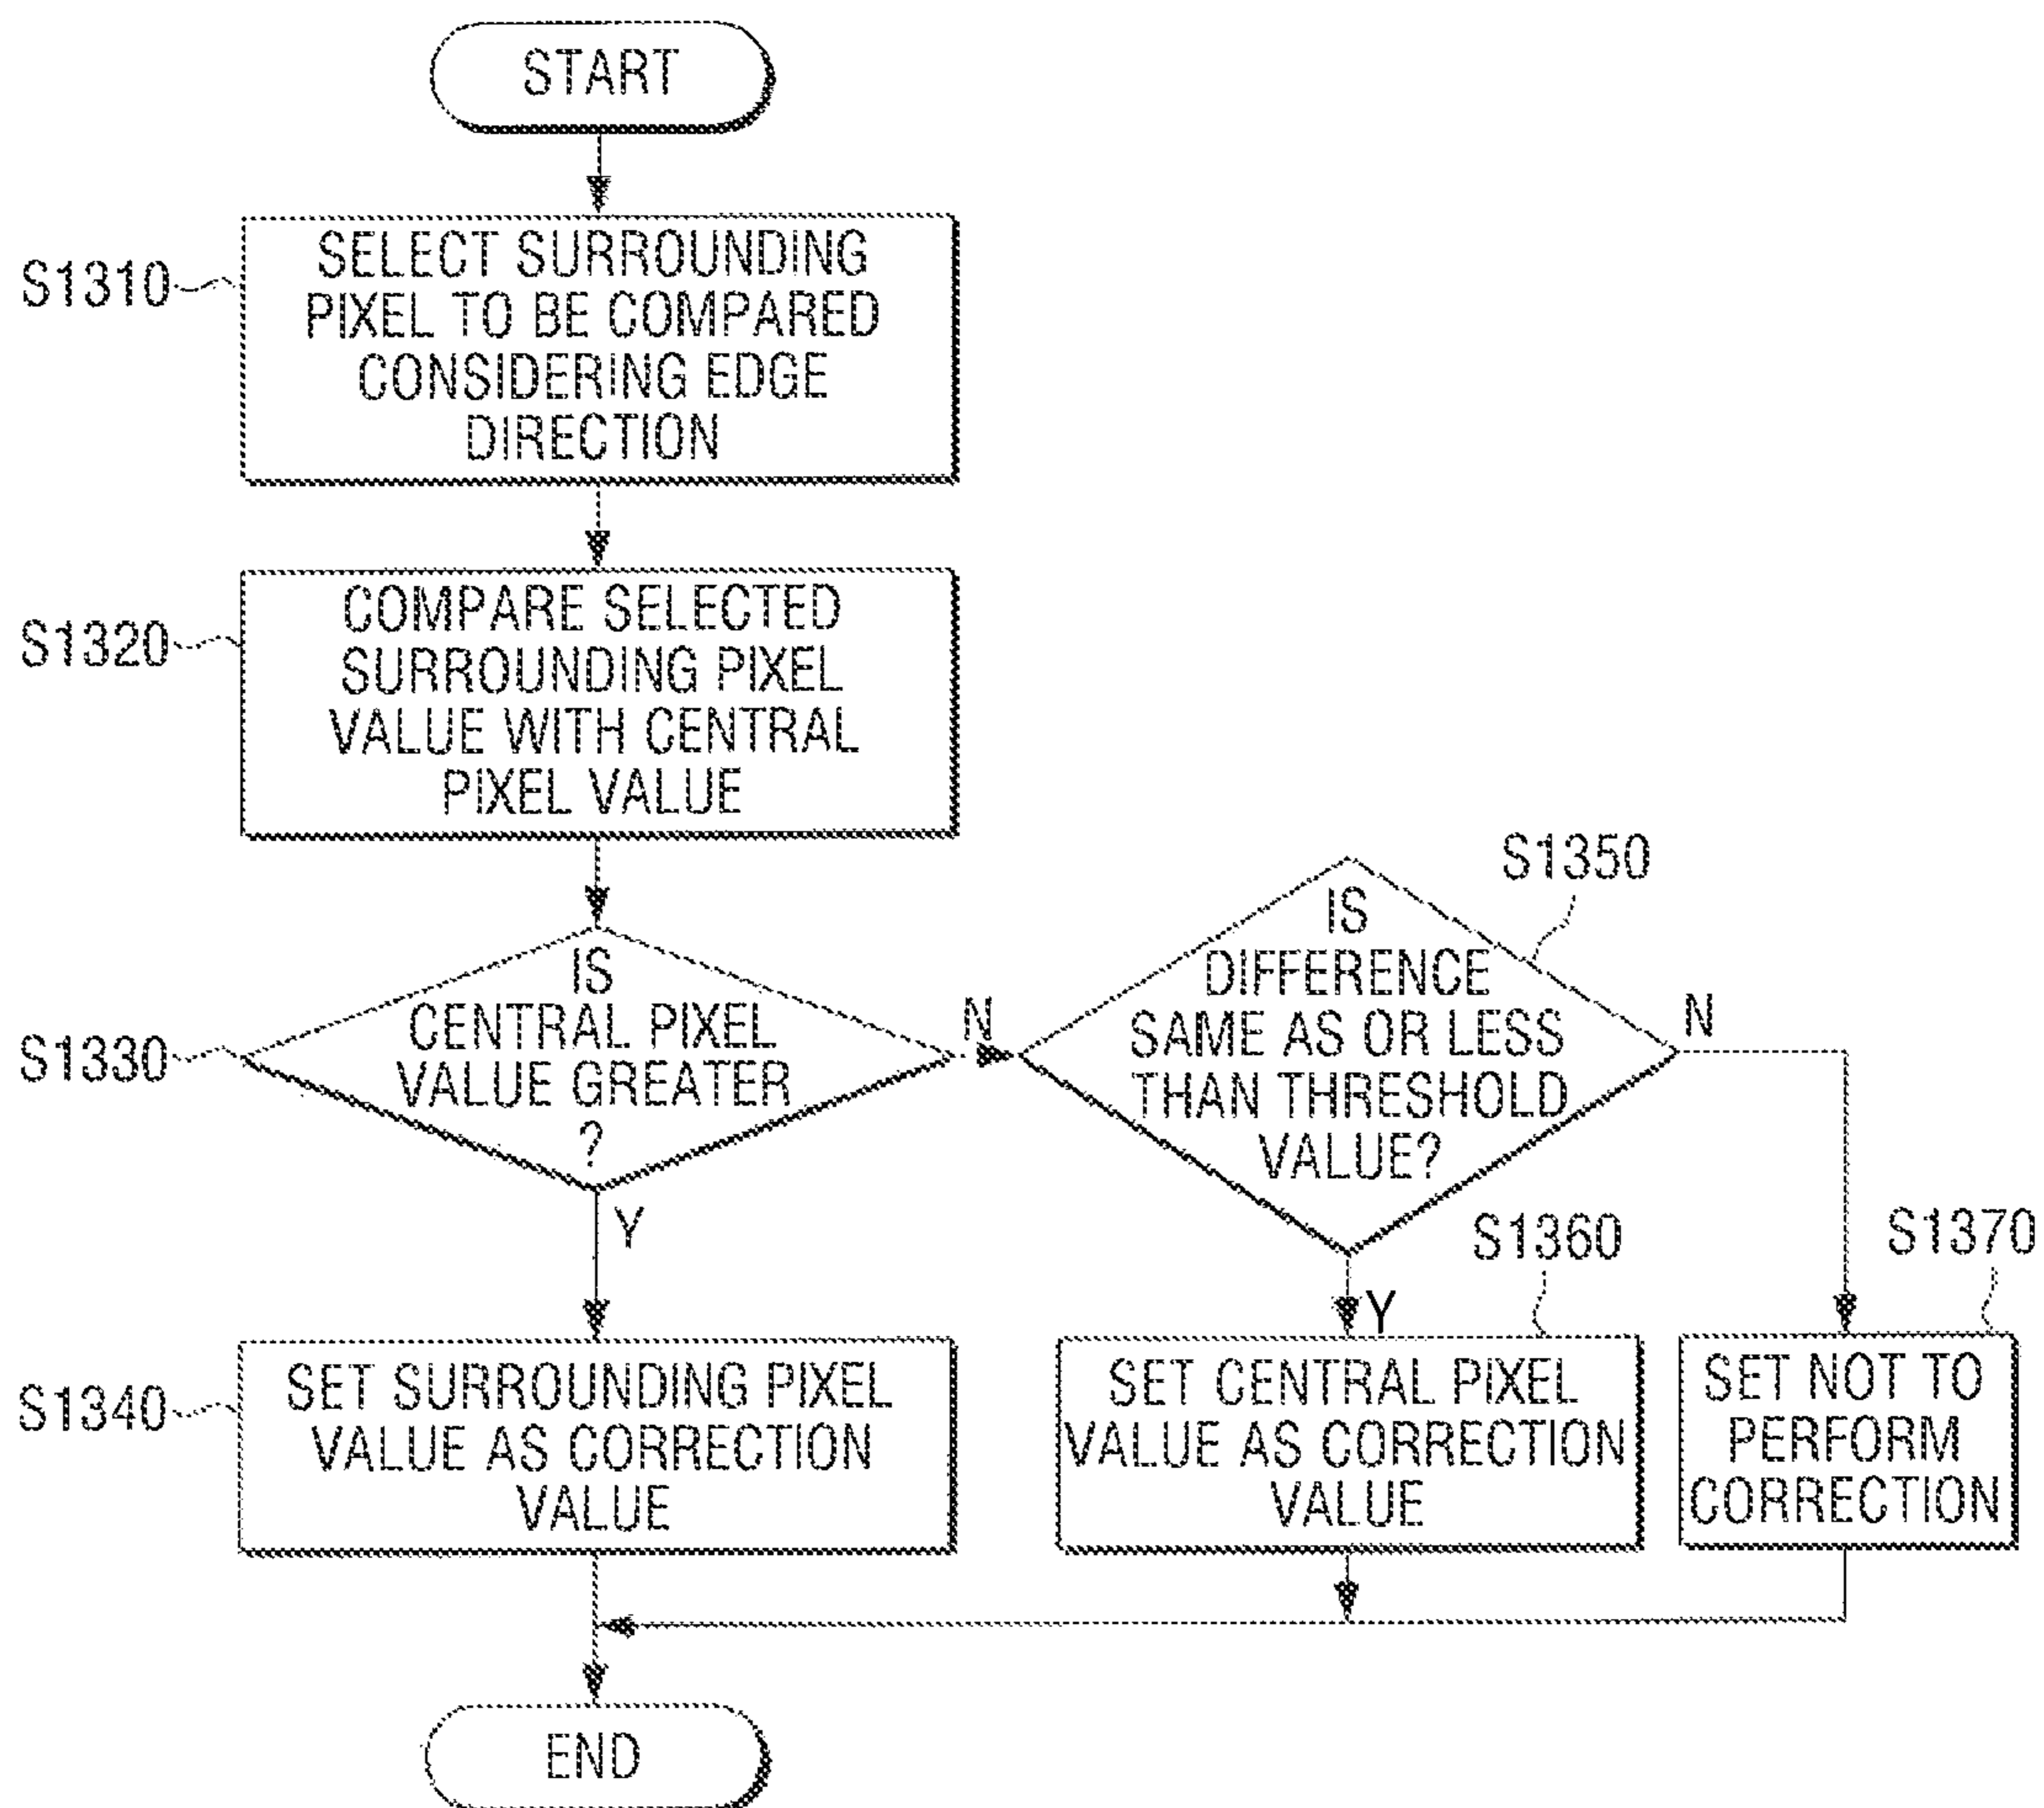 START
S1310
SELECT SURROUNDING
PIXEL TO BE COMPARED
CONSIDERING EDGE
DIRECTION
S1320
COMPARE SELECTED
SURROUNDING PIXEL
VALUE WITH CENTRAL
PIXEL VALUE
S1330
IS
CENTRAL PIXEL
VALUE GREATER
?
N
Y
S1350
IS
DIFFERENCE
SAME AS OR LESS
THAN THRESHOLD
VALUE?
N
Y
S1340
SET SURROUNDING PIXEL
VALUE AS CORRECTION
VALUE
S1360
SET CENTRAL PIXEL
VALUE AS CORRECTION
VALUE
S1370
SET NOT TO
PERFORM
CORRECTION
END